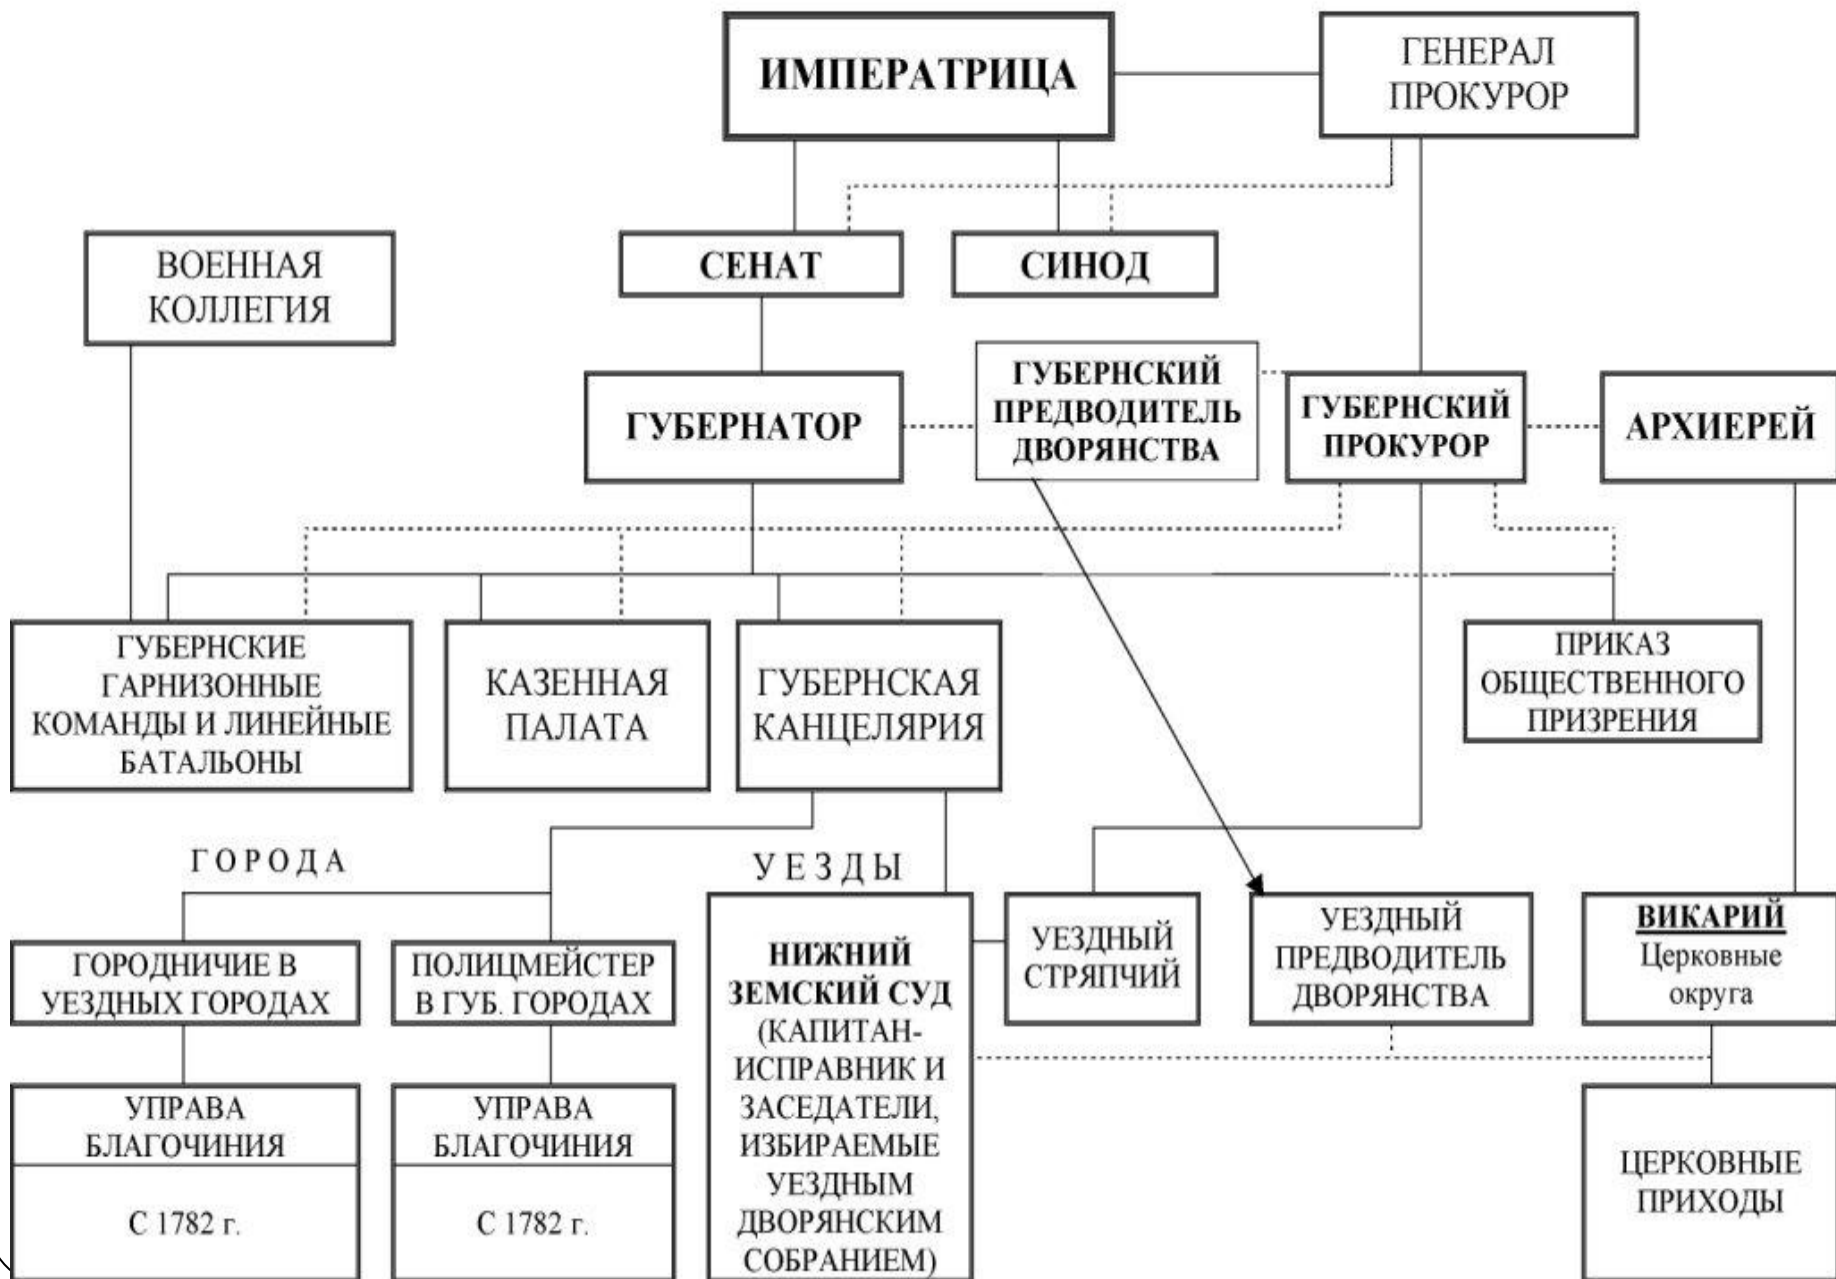 ИМПЕРАТРИЦА
ГЕНЕРАЛ
ПРОКУРОР
ВОЕННАЯ
КОЛЛЕГИЯ
СЕНАТ
СИНОД
ГУБЕРНАТОР
ГУБЕРНСКИЙ
ПРЕДВОДИТЕЛЬ
ДВОРЯНСТВА
ГУБЕРНСКИЙ
ПРОКУРОР
АРХИЕРЕЙ
ГУБЕРНСКИЕ
ГАРНИЗОННЫЕ
КОМАНДЫ И ЛИНЕЙНЫЕ
БАТАЛЬОНЫ
КАЗЕННАЯ
ПАЛАТА
ГУБЕРНСКАЯ
КАНЦЕЛЯРИЯ
ПРИКАЗ
ОБЩЕСТВЕННОГО
ПРИЗРЕНИЯ
ГОРОДА
УЕЗДЫ
ГОРОДНИЧИЕ В
УЕЗДНЫХ ГОРОДАХ
ПОЛИЦМЕЙСТЕР
В ГУБ. ГОРОДАХ
НИЖНИЙ
ЗЕМСКИЙ СУД
(КАПИТАН-
ИСПРАВНИК И
ЗАСЕДАТЕЛИ,
ИЗБИРАЕМЫЕ
УЕЗДНЫМ
ДВОРЯНСКИМ
СОБРАНИЕМ)
УЕЗДНЫЙ
СТРЯПЧИЙ
УЕЗДНЫЙ
ПРЕДВОДИТЕЛЬ
ДВОРЯНСТВА
ВИКАРИЙ
Церковные
округа
УПРАВА
БЛАГОЧИНИЯ
С 1782 г.
УПРАВА
БЛАГОЧИНИЯ
С 1782 г.
ЦЕРКОВНЫЕ
ПРИХОДЫ